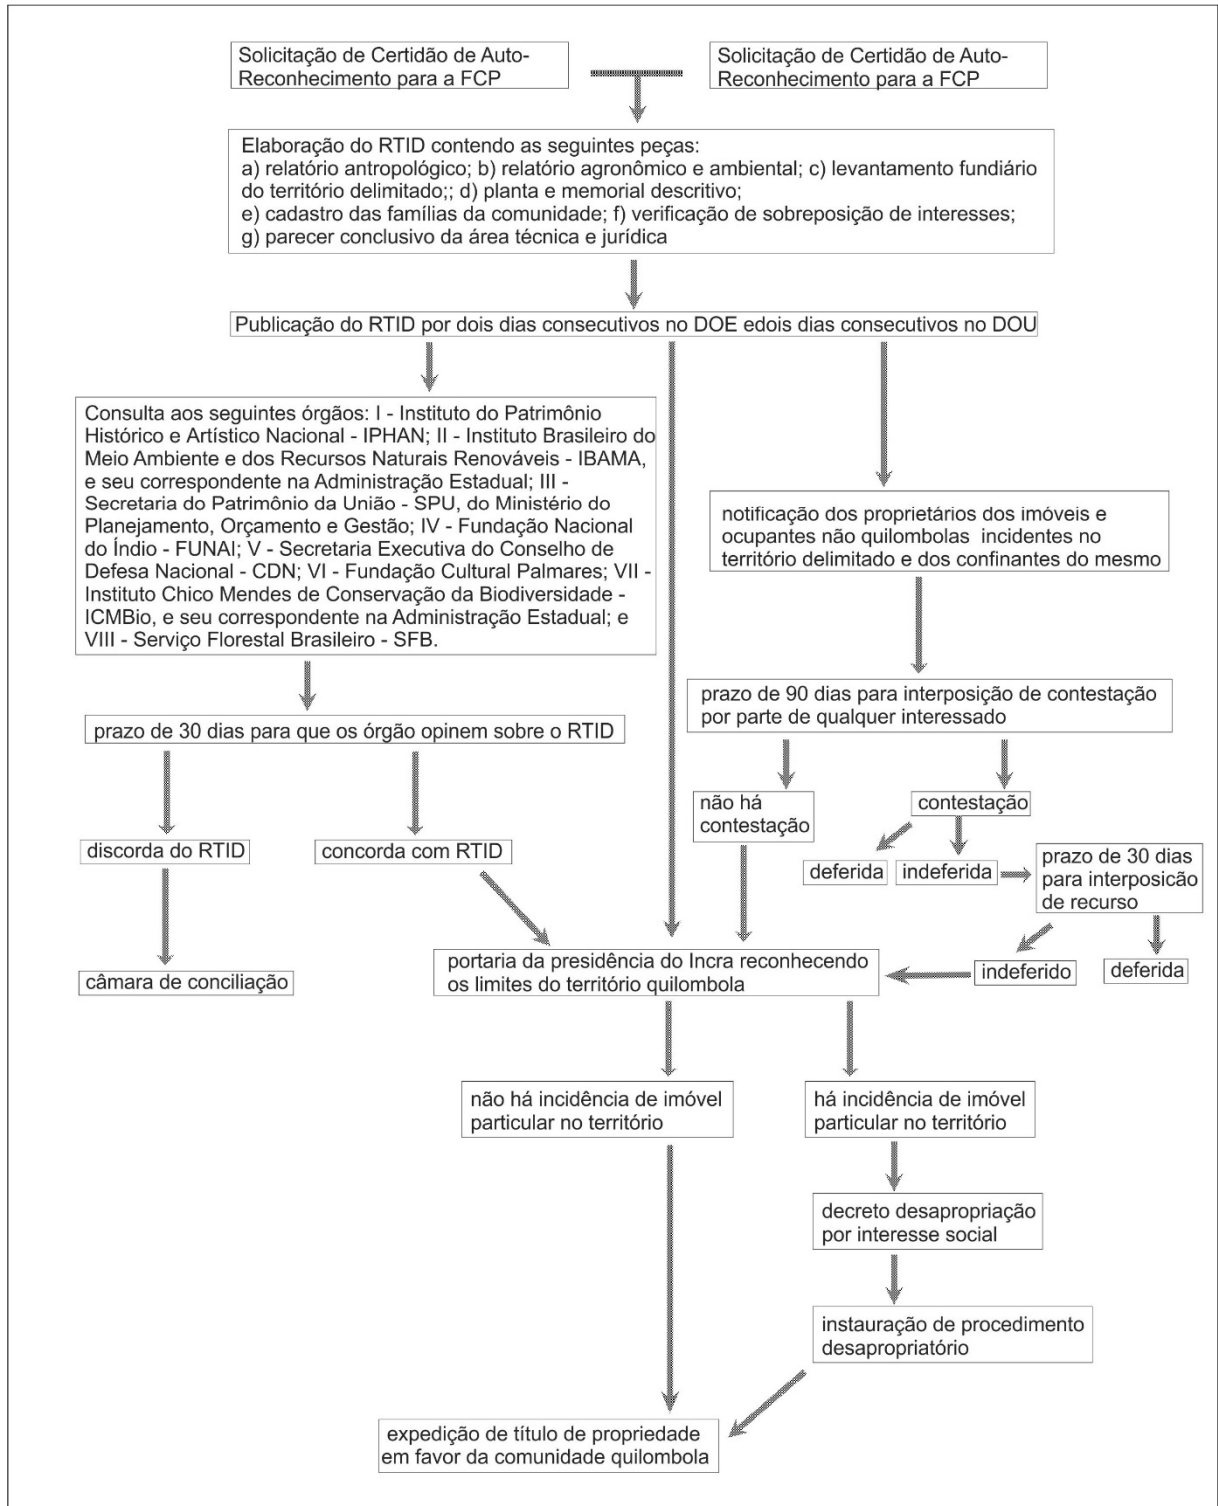 Solicitação de Certidão de Auto-
Reconhecimento para a FCP
Solicitação de Certidão de Auto-
Reconhecimento para a FCP
Elaboração do RTID contendo as seguintes peças:
a) relatório antropológico; b) relatório agronômico e ambiental; c) levantamento fundiário
do território delimitado;; d) planta e memorial descritivo;
e) cadastro das famílias da comunidade; f) verificação de sobreposição de interesses;
g) parecer conclusivo da área técnica e jurídica
Publicação do RTID por dois dias consecutivos no DOE edois dias consecutivos no DOU
Consulta aos seguintes órgãos: I - Instituto do Patrimônio
Histórico e Artístico Nacional - IPHAN; II - Instituto Brasileiro do
Meio Ambiente e dos Recursos Naturais Renováveis - IBAMA,
e seu correspondente na Administração Estadual; III -
Secretaria do Patrimônio da União - SPU, do Ministério do
Planejamento, Orçamento e Gestão; IV - Fundação Nacional
do Índio - FUNAI; V - Secretaria Executiva do Conselho de
Defesa Nacional - CDN; VI - Fundação Cultural Palmares; VII -
Instituto Chico Mendes de Conservação da Biodiversidade -
ICMBio, e seu correspondente na Administração Estadual; e
VIII - Serviço Florestal Brasileiro - SFB.
notificação dos proprietários dos imóveis e
ocupantes não quilombolas incidentes no
território delimitado e dos confinantes do mesmo
prazo de 30 dias para que os órgão opinem sobre o RTID
prazo de 90 dias para interposição de contestação
por parte de qualquer interessado
não há
contestação
contestação
discorda do RTID
concorda com RTID
deferida
indeferida
prazo de 30 dias
para interposicão
de recurso
câmara de conciliação
portaria da presidência do Incra reconhecendo
os limites do território quilombola
indeferido
deferida
não há incidência de imóvel
particular no território
há incidência de imóvel
particular no território
decreto desapropriação
por interesse social
instauração de procedimento
desapropriatório
expedição de título de propriedade
em favor da comunidade quilombola